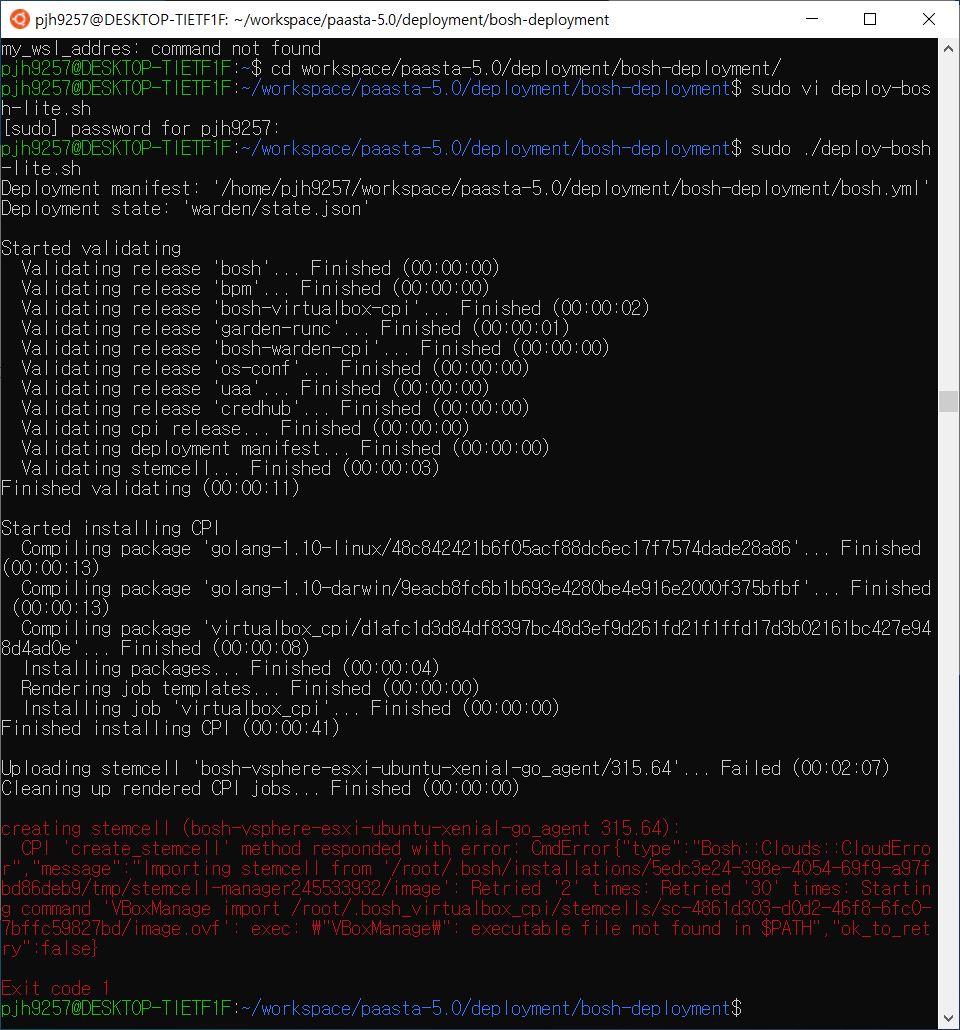 pjh9257@DESKTOP-TIETF1F: ~/workspace/paasta-5.0/deployment/bosh-deployment
my_wsl_addres: command not found
pjh9257@DESKTOP-TIETF1F:~$ cd workspace/paasta-5.0/deployment/bosh-deployment/
pjh9257@DESKTOP-TIETF1F:~/workspace/paasta-5.0/deployment/bosh-deployment$ sudo vi deploy-bos
h-lite.sh
[sudo] password for pjh9257:
pjh9257@DESKTOP-TIETF1F:~/workspace/paasta-5.0/deployment/bosh-deployment$ sudo ./deploy-bosh
-lite.sh
Deployment manifest: '/home/pjh9257/workspace/paasta-5.0/deployment/bosh-deployment/bosh.yml'
Deployment state: 'warden/state.json'

Started validating
  Validating release 'bosh'... Finished (00:00:00)
  Validating release 'bpm'... Finished (00:00:00)
  Validating release 'bosh-virtualbox-cpi'... Finished (00:00:02)
  Validating release 'garden-runc'... Finished (00:00:01)
  Validating release 'bosh-warden-cpi'... Finished (00:00:00)
  Validating release 'os-conf'... Finished (00:00:00)
  Validating release 'uaa'... Finished (00:00:00)
  Validating release 'credhub'... Finished (00:00:00)
  Validating cpi release... Finished (00:00:00)
  Validating deployment manifest... Finished (00:00:00)
  Validating stemcell... Finished (00:00:03)
Finished validating (00:00:11)

Started installing CPI
  Compiling package 'golang-1.10-linux/48c842421b6f05acf88dc6ec17f7574dade28a86'... Finished
(00:00:13)
  Compiling package 'golang-1.10-darwin/9eacb8fc6b1b693e4280be4e916e2000f375bfbf'... Finished
 (00:00:13)
  Compiling package 'virtualbox_cpi/d1afc1d3d84df8397bc48d3ef9d261fd21f1ffd17d3b02161bc427e94
8d4ad0e'... Finished (00:00:08)
  Installing packages... Finished (00:00:04)
  Rendering job templates... Finished (00:00:00)
  Installing job 'virtualbox_cpi'... Finished (00:00:00)
Finished installing CPI (00:00:41)

Uploading stemcell 'bosh-vsphere-esxi-ubuntu-xenial-go_agent/315.64'... Failed (00:02:07)
Cleaning up rendered CPI jobs... Finished (00:00:00)

creating stemcell (bosh-vsphere-esxi-ubuntu-xenial-go_agent 315.64):
  CPI 'create_stemcell' method responded with error: CmdError{"type":"Bosh::Clouds::CloudErro
r","message":"Importing stemcell from '/root/.bosh/installations/5edc3e24-398e-4054-69f9-a97f
bd86deb9/tmp/stemcell-manager245533932/image': Retried '2' times: Retried '30' times: Startin
g command 'VBoxManage import /root/.bosh_virtualbox_cpi/stemcells/sc-4861d303-d0d2-46f8-6fc0-
7bffc59827bd/image.ovf': exec: ₩"VBoxManage₩": executable file not found in $PATH","ok_to_ret
ry":false}

Exit code 1
pjh9257@DESKTOP-TIETF1F:~/workspace/paasta-5.0/deployment/bosh-deployment$